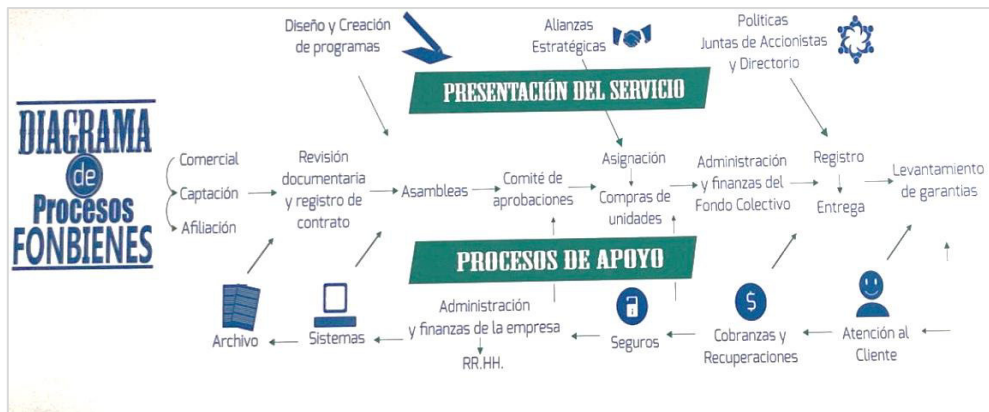 Diseño y Creación
de programas
Alianzas
Estratégicas
Políticas
Juntas de Accionistas
y Directorio
PRESENTACIÓN DEL SERVICIO
DIAGRAMA
de
Procesos
FONBIENES
Comercial
Captación
Afiliación
Revisión
documentaria
y registro de
contrato
Asambleas
Comité de
aprobaciones
Asignación
Compras de
unidades
Administración
y finanzas del
Fondo Colectivo
Registro
Entrega
Levantamiento
de garantias
PROCESOS DE APOYO
Archivo
Sistemas
Administración
y finanzas de la empresa
RR.HH.
Seguros
$
Cobranzas y
Recuperaciones
Atención al
Cliente